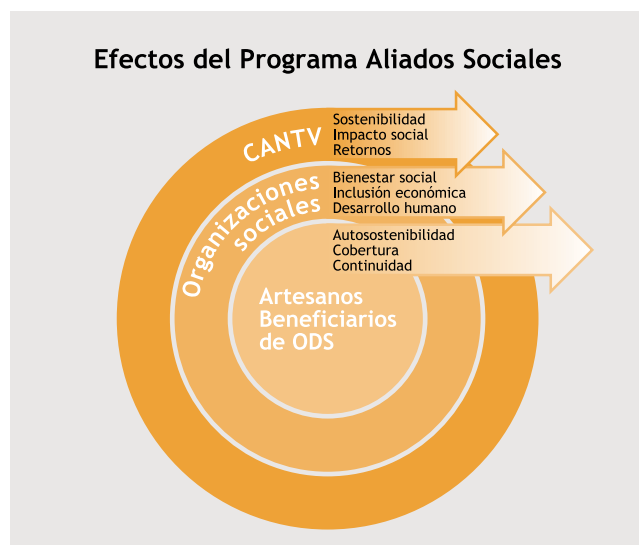 Efectos del Programa Aliados Sociales
CANTV
Sostenibilidad
Impacto social
Retornos
Organizaciones
sociales
Bienestar social
Inclusión económica
Desarrollo humano
Autosostenibilidad
Cobertura
Continuidad
Artesanos
Beneficiarios
de ODS